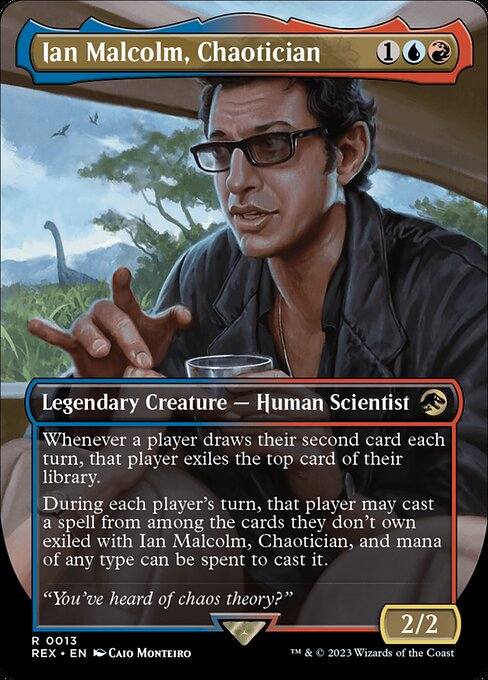 Ian Malcolm, Chaotician 1
Legendary Creature — Human Scientist
Whenever a player draws their second card each
turn, that player exiles the top card of their
library.
During each player's turn, that player may cast
a spell from among the cards they don't own
exiled with Ian Malcolm, Chaotician, and mana
of any type can be spent to cast it.
"You've heard of chaos theory?"
2/2
R 0013
REX • EN Caio Monteiro
™ & © 2023 Wizards of the Coast